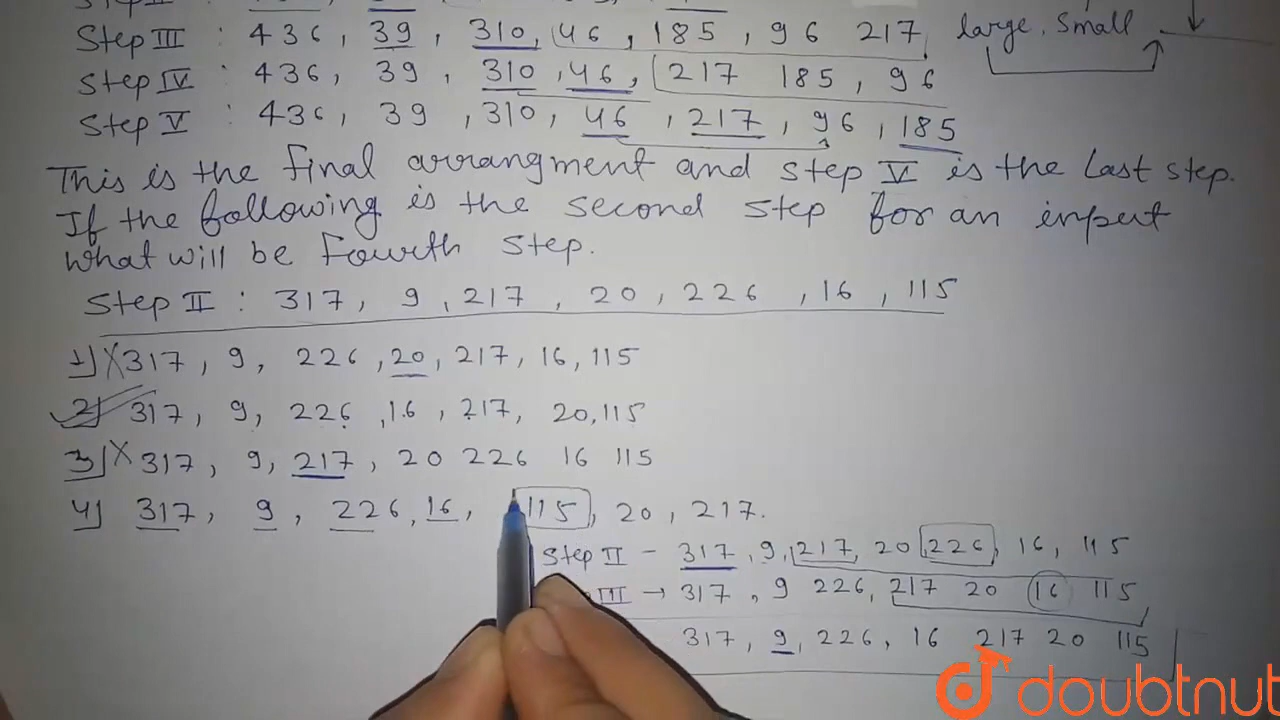 Step III : 436, 39, 310, 46, 185, 96 217 large, Small
Step IV : 436, 39, 310, 46, 217 185, 96
Step V : 436, 39, 310, 46, 217, 96, 185
This is the final arrangment and step V is the last step.
If the following is the second step for an input
what will be fourth step.
Step II : 317, 9, 217, 20, 226, 16, 115
1) 317, 9, 226, 20, 217, 16, 115
2) 317, 9, 226, 16, 217, 20, 115
3) 317, 9, 217, 20 226 16 115
4) 317, 9, 226, 16, 115, 20, 217.
Step II - 317, 9, 217, 20 226, 16, 115
III → 317, 9 226, 217 20 16 115
317, 9, 226, 16 217 20 115
doubtnut